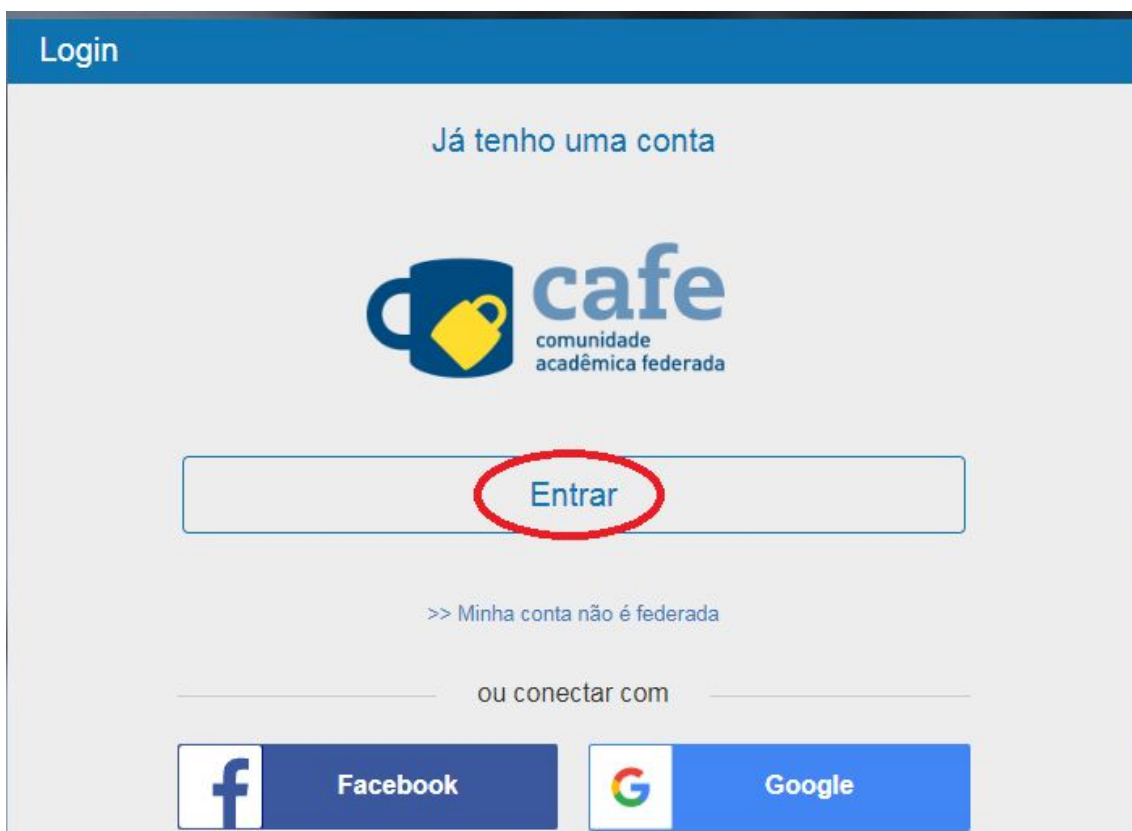 Login
Já tenho uma conta
cafe
comunidade
acadêmica federada
Entrar
>> Minha conta não é federada
ou conectar com
f Facebook
G Google